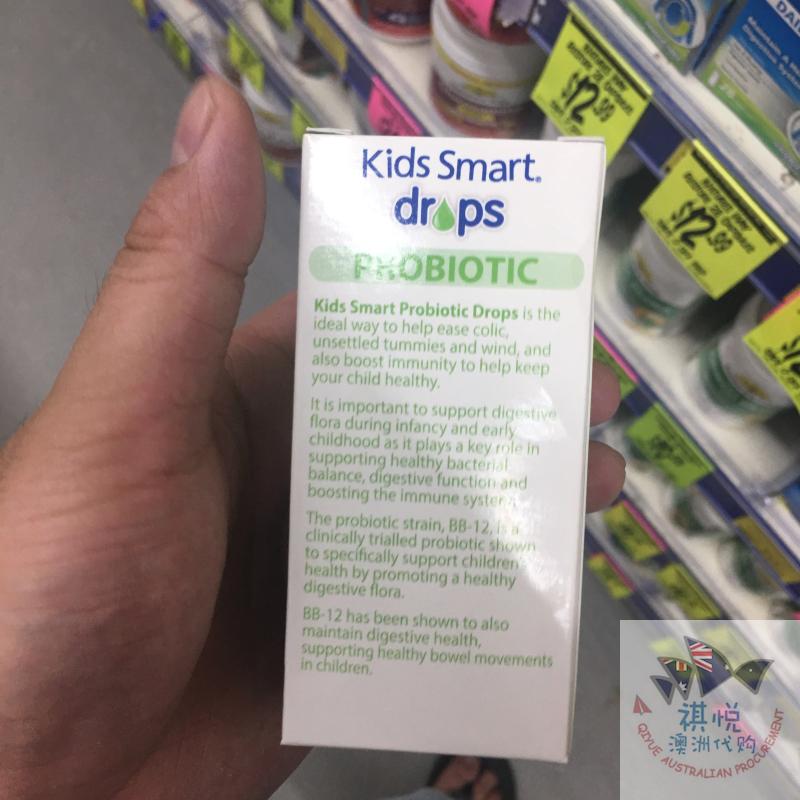 Kids Smart.
drops
PROBIOTIC
Kids Smart Probiotic Drops is the
ideal way to help ease colic,
unsettled tummies and wind, and
also boost immunity to help keep
your child healthy.
It is important to support digestive
flora during infancy and early
childhood as it plays a key role in
supporting healthy bacterial
balance, digestive function and
boosting the immune system.
The probiotic strain, BB-12, is a
clinically trialled probiotic shown
to specifically support children's
health by promoting a healthy
digestive flora.
BB-12 has been shown to also
maintain digestive health,
supporting healthy bowel movements
in children.
$12.99
$12.99
祺悦
澳洲代购
QIYUE AUSTRALIAN PROCUREMENT